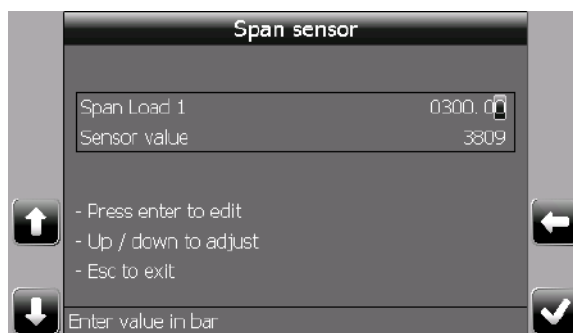 Span sensor
Span Load 1 0300.00
Sensor value 3809
- Press enter to edit
- Up / down to adjust
- Esc to exit
Enter value in bar